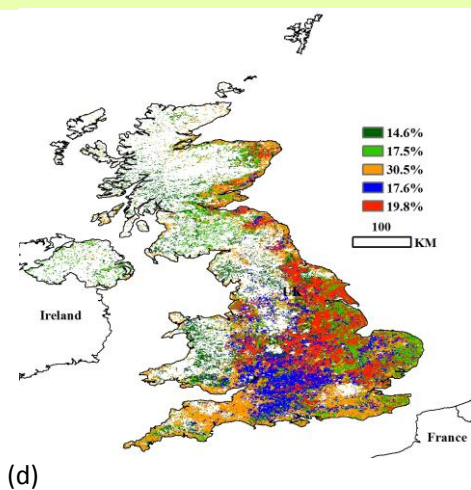 14.6%
17.5%
30.5%
17.6%
19.8%
100
KM
UK
Ireland
France
(d)